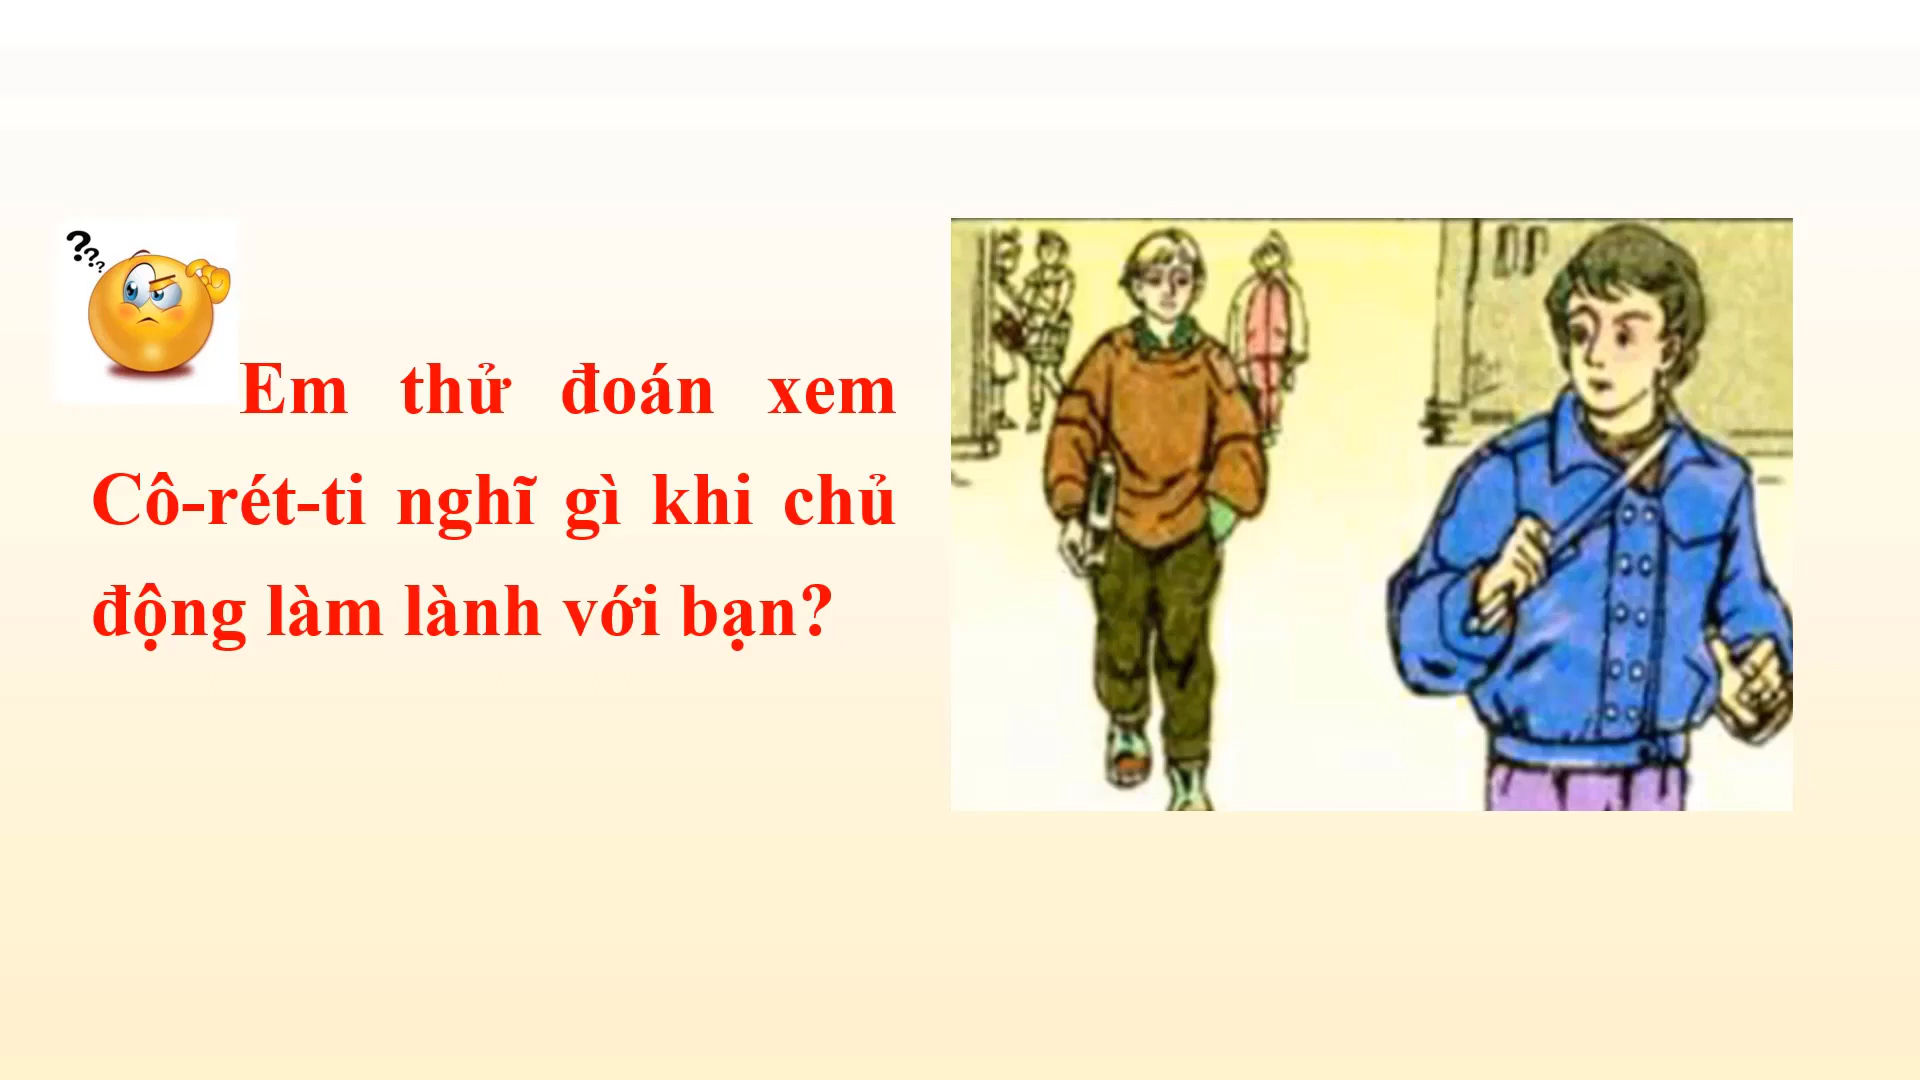 ???
Em thử đoán xem
Cô-rét-ti nghĩ gì khi chủ
động làm lành với bạn?